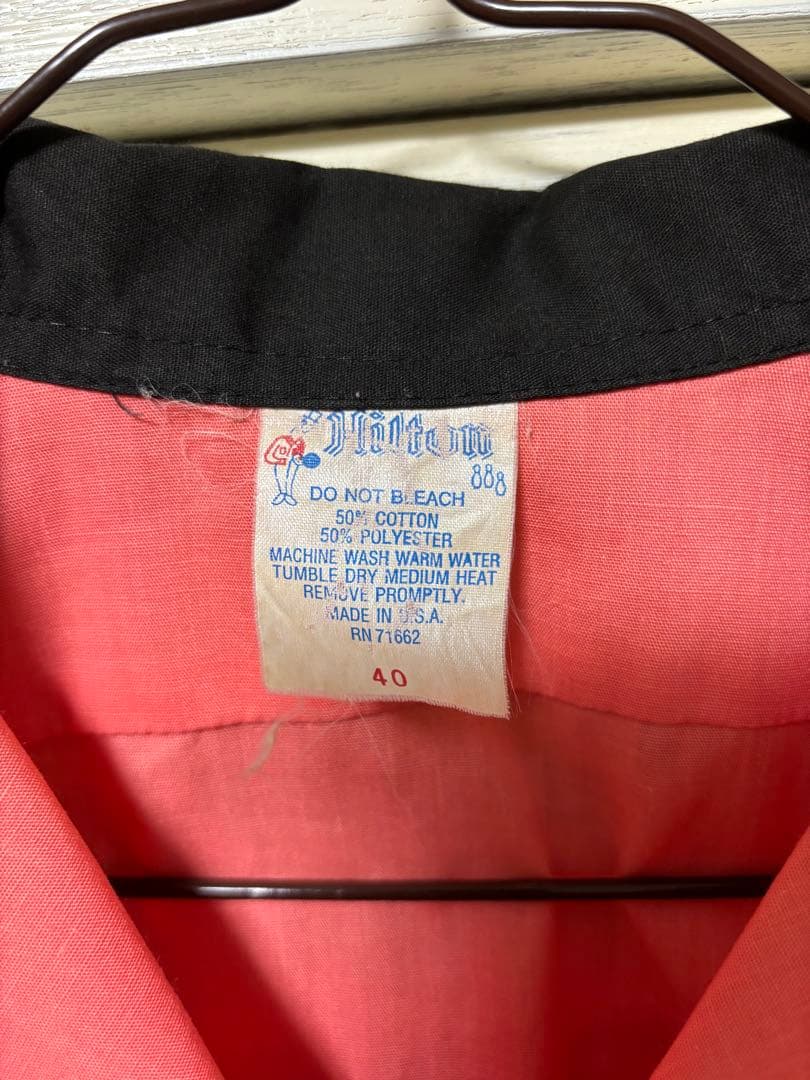 Hilton
888
DO NOT BLEACH
50% COTTON
50% POLYESTER
MACHINE WASH WARM WATER
TUMBLE DRY MEDIUM HEAT
REMOVE PROMPTLY.
MADE IN U.S.A.
RN 71662
40